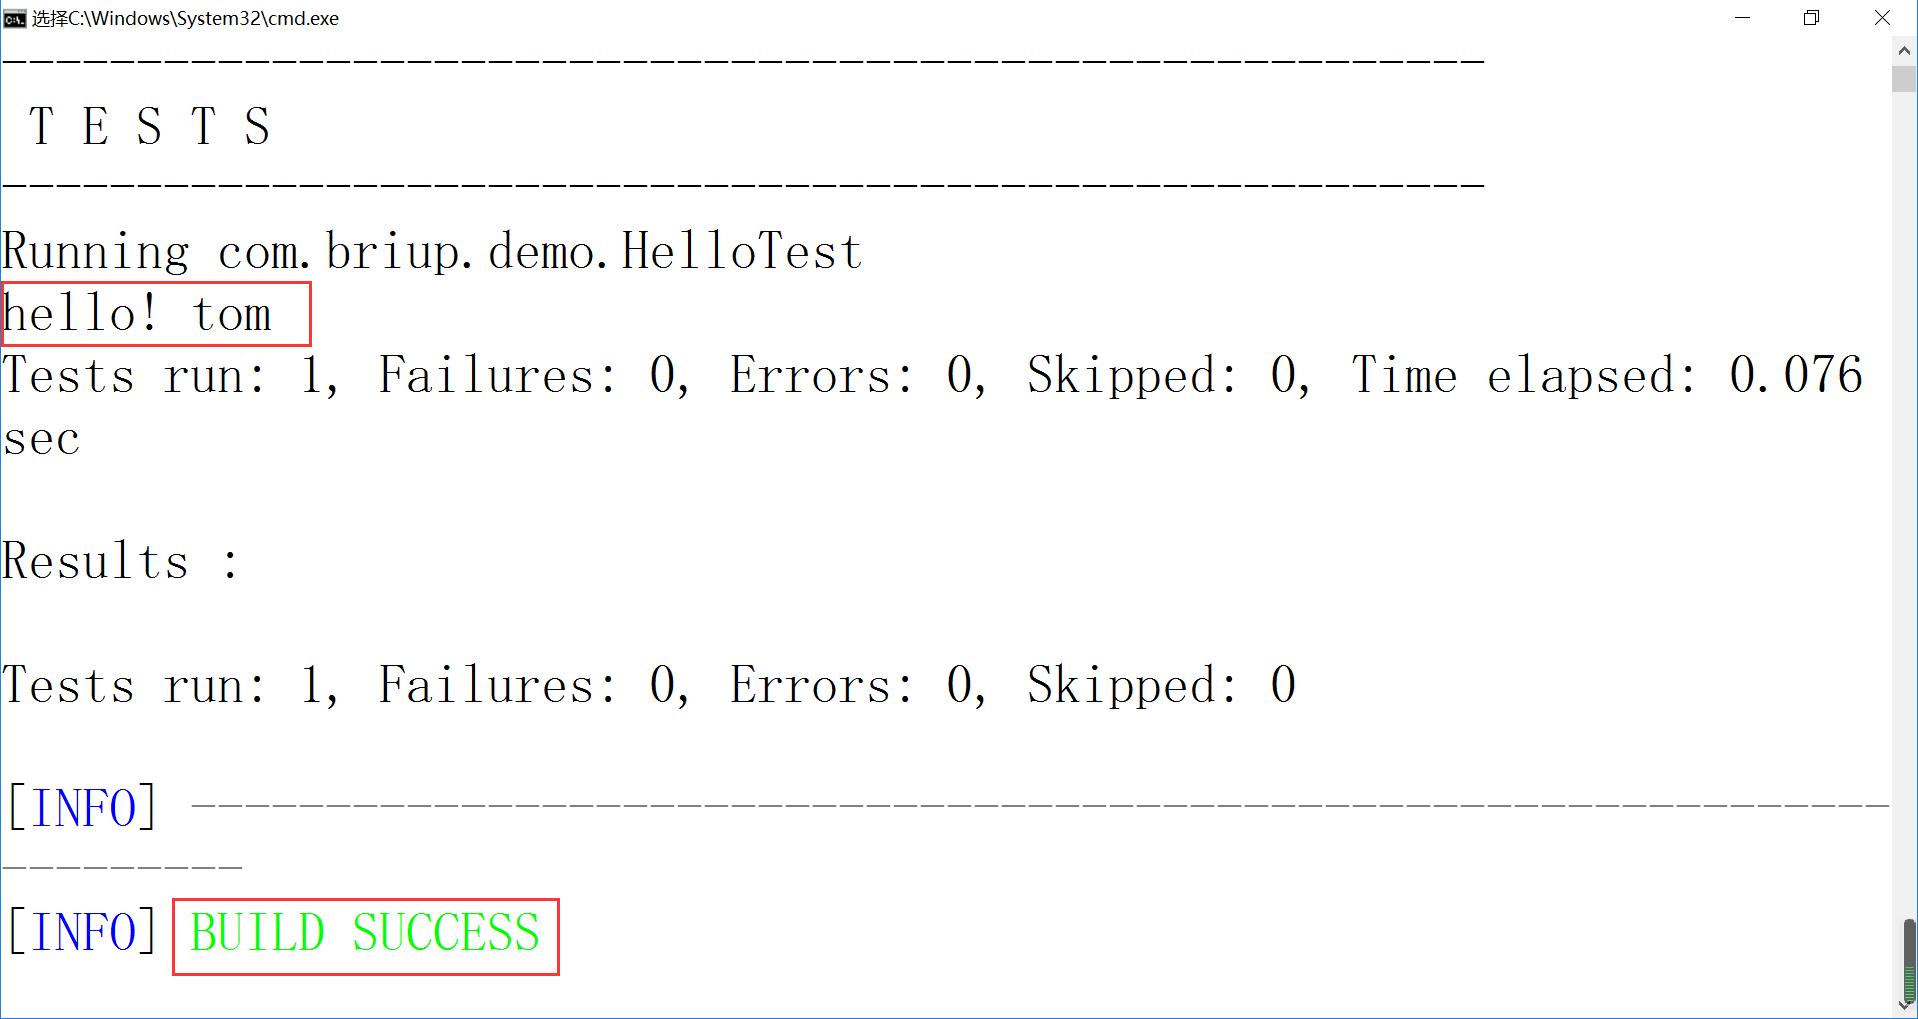 选择C:\Windows\System32\cmd.exe
-------------------------------------------------------
 T E S T S
-------------------------------------------------------
Running com.briup.demo.HelloTest
hello! tom
Tests run: 1, Failures: 0, Errors: 0, Skipped: 0, Time elapsed: 0.076
sec
Results :
Tests run: 1, Failures: 0, Errors: 0, Skipped: 0
[INFO] ---------------------------------------------------------------
---------
[INFO] BUILD SUCCESS